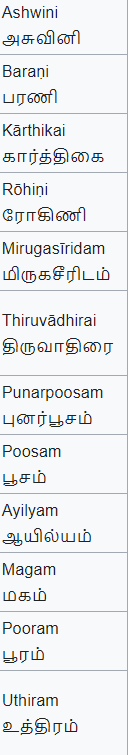 Ashwini
அசுவினி
Baraṇi
பரணி
Kārthikai
கார்த்திகை
Rōhiṇi
ரோகிணி
Mirugasīridam
மிருகசீரிடம்
Thiruvādhirai
திருவாதிரை
Punarpoosam
புனர்பூசம்
Poosam
பூசம்
Ayilyam
ஆயில்யம்
Magam
மகம்
Pooram
பூரம்
Uthiram
உத்திரம்